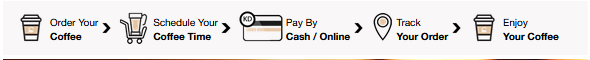 Order Your
Coffee
Schedule Your
Coffee Time
KD
Pay By
Cash / Online
Track
Your Order
Enjoy
Your Coffee